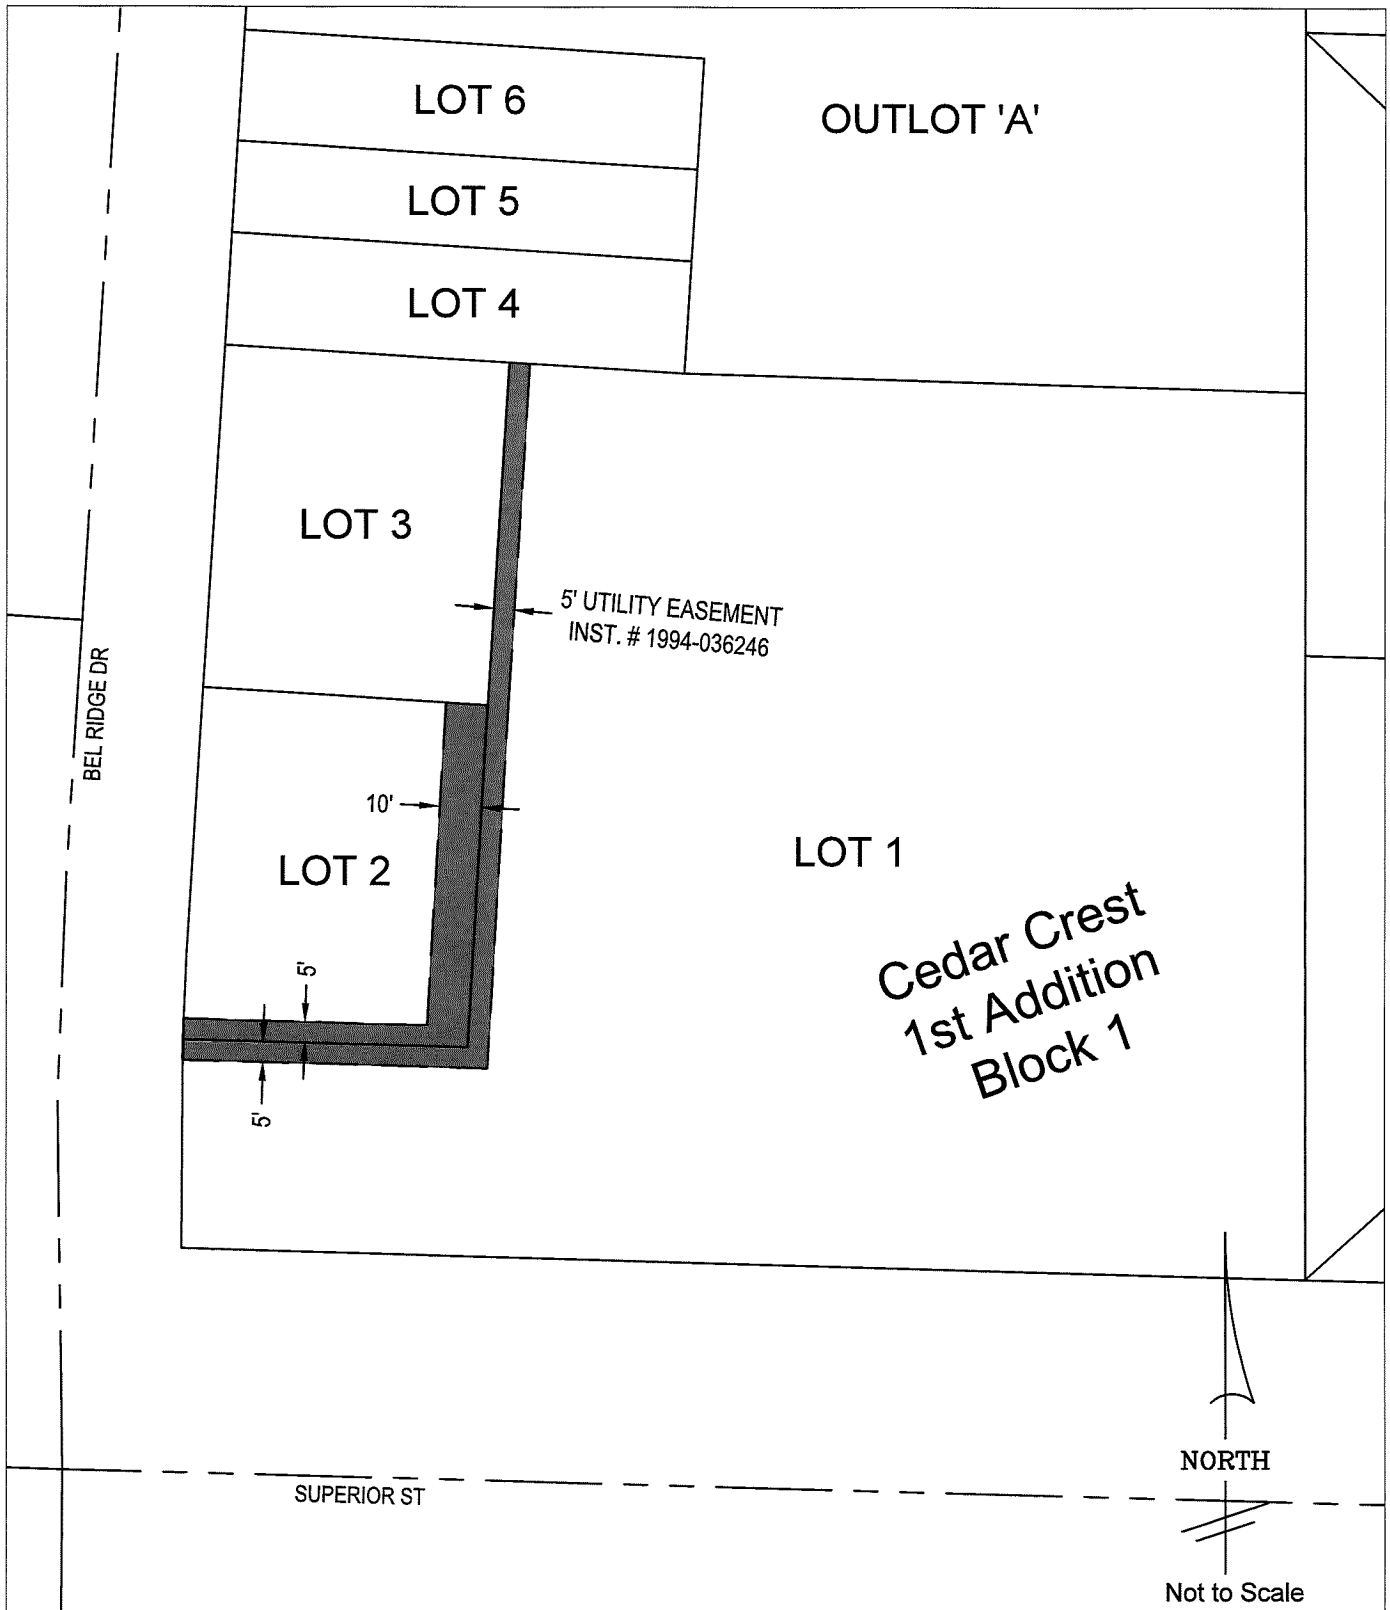 LOT 6
OUTLOT 'A'
LOT 5
LOT 4
LOT 3
5' UTILITY EASEMENT
INST. # 1994-036246
BEL RIDGE DR
10'
LOT 2
LOT 1
Cedar Crest
1st Addition
Block 1
5'
5'
NORTH
SUPERIOR ST
Not to Scale